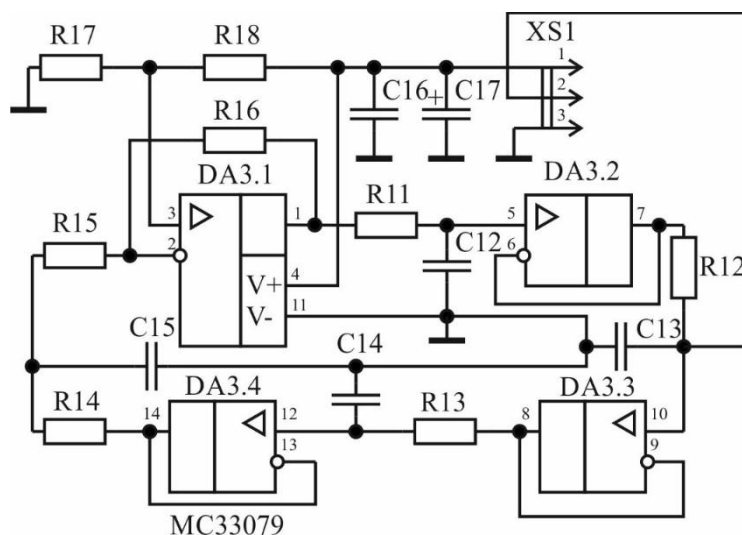 R17 R18 XS1
1
C16 + C17 2
R16 3
DA3.1 DA3.2
3 1 R11 5 7
R15 2 C12 6 R12
4
V+
11
V-
C15 C14 C13
DA3.4 R13 DA3.3
R14 14 12 8 10
13 9
MC33079